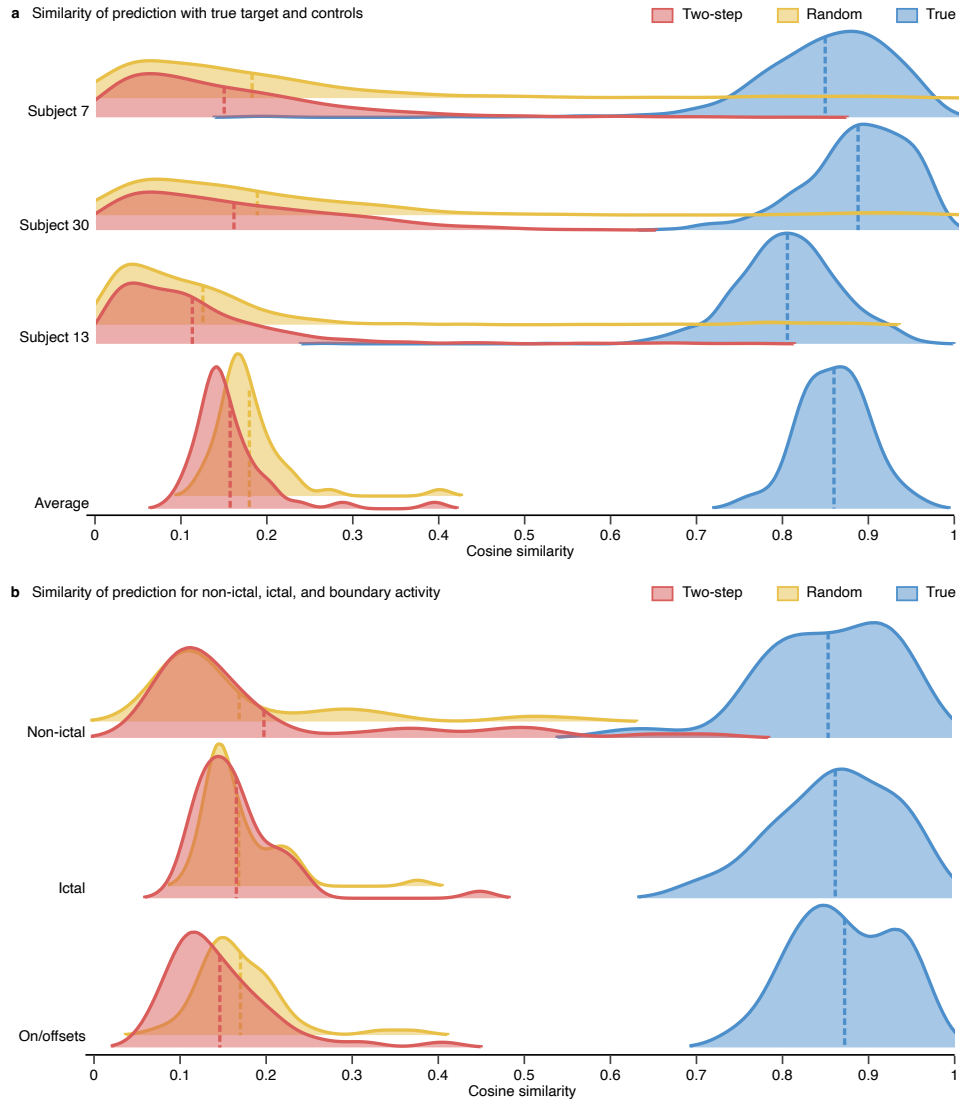 a Similarity of prediction with true target and controls
Two-step Random True
Subject 7
Subject 30
Subject 13
Average
0 0.1 0.2 0.3 0.4 0.5 0.6 0.7 0.8 0.9 1
Cosine similarity
b Similarity of prediction for non-ictal, ictal, and boundary activity
Two-step Random True
Non-ictal
Ictal
On/offsets
0 0.1 0.2 0.3 0.4 0.5 0.6 0.7 0.8 0.9 1
Cosine similarity